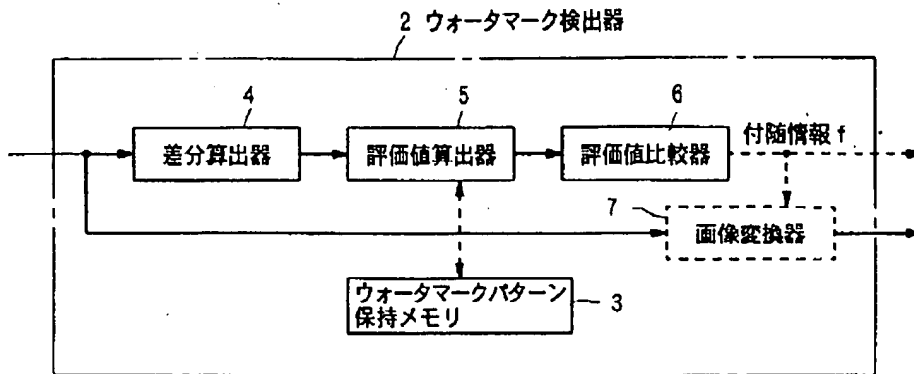 2 ウォータマーク検出器
4
5
6
差分算出器
評価値算出器
評価値比較器
付随情報 f
7
画像変換器
ウォータマークパターン
保持メモリ
3